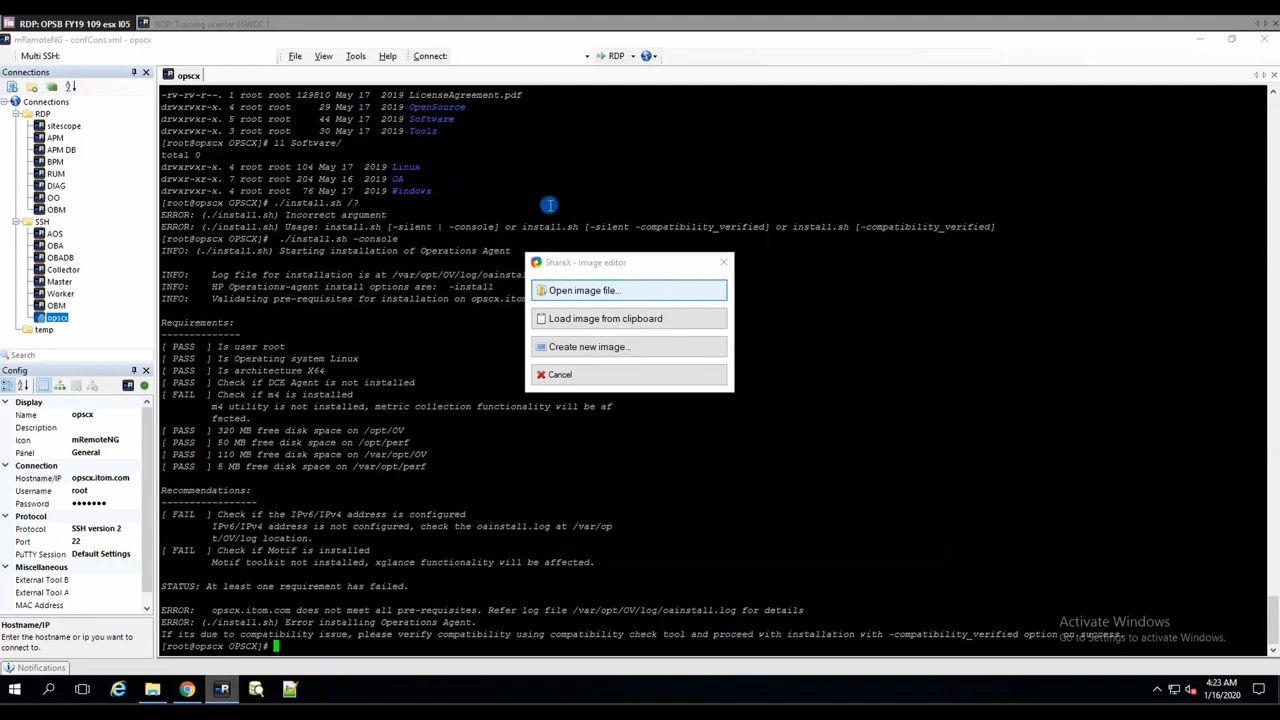 RDP: OPSB FY19 109 esx I05
RDP: Training vcenter ESWDC
mRemoteNG - confCons.xml - opscx
Multi SSH:
File View Tools Help Connect: RDP
Connections
opscx
Connections
RDP
sitescope
APM
APM DB
BPM
RUM
DIAG
OO
OBM
SSH
AOS
OBA
OBADB
Collector
Master
Worker
OBM
opscx
temp
Search
Config
Display
Name opscx
Description
Icon mRemoteNG
Panel General
Connection
Hostname/IP opscx.itom.com
Username root
Password •••••••
Protocol
Protocol SSH version 2
Port 22
PuTTY Session Default Settings
Miscellaneous
External Tool B
External Tool A
MAC Address
Hostname/IP
Enter the hostname or ip you want to connect to.
Notifications
-rw-rw-r--. 1 root root 129810 May 17 2019 LicenseAgreement.pdf
drwxrwxr-x. 4 root root 29 May 17 2019 OpenSource
drwxrwxr-x. 5 root root 44 May 17 2019 Software
drwxrwxr-x. 3 root root 30 May 17 2019 Tools
[root@opscx OPSCX]# ll Software/
total 0
drwxrwxr-x. 4 root root 104 May 17 2019 Linux
drwxrwxr-x. 7 root root 204 May 16 2019 OA
drwxrwxr-x. 4 root root 76 May 17 2019 Windows
[root@opscx OPSCX]# ./install.sh /?
ERROR: (./install.sh) Incorrect argument
ERROR: (./install.sh) Usage: install.sh [-silent | -console] or install.sh [-silent -compatibility_verified] or install.sh [-compatibility_verified]
[root@opscx OPSCX]# ./install.sh -console
INFO: (./install.sh) Starting installation of Operations Agent
INFO: Log file for installation is at /var/opt/OV/log/oainstal
INFO: HP Operations-agent install options are: -install
INFO: Validating pre-requisites for installation on opscx.ito
Requirements:
---------------
[ PASS ] Is user root
[ PASS ] Is Operating system Linux
[ PASS ] Is architecture X64
[ PASS ] Check if DCE Agent is not installed
[ FAIL ] Check if m4 is installed
m4 utility is not installed, metric collection functionality will be af
fected.
[ PASS ] 320 MB free disk space on /opt/OV
[ PASS ] 50 MB free disk space on /opt/perf
[ PASS ] 110 MB free disk space on /var/opt/OV
[ PASS ] 5 MB free disk space on /var/opt/perf
Recommendations:
-----------------
[ FAIL ] Check if the IPv6/IPv4 address is configured
IPv6/IPv4 address is not configured, check the oainstall.log at /var/op
t/OV/log location.
[ FAIL ] Check if Motif is installed
Motif toolkit not installed, xglance functionality will be affected.
STATUS: At least one requirement has failed.
ERROR: opscx.itom.com does not meet all pre-requisites. Refer log file /var/opt/OV/log/oainstall.log for details
ERROR: (./install.sh) Error installing Operations Agent.
If its due to compatibility issue, please verify compatibility using compatibility check tool and proceed with installation with -compatibility_verified option on success.
[root@opscx OPSCX]#
ShareX - Image editor
Open image file...
Load image from clipboard
Create new image...
Cancel
Activate Windows
Go to Settings to activate Windows.
4:23 AM
1/16/2020